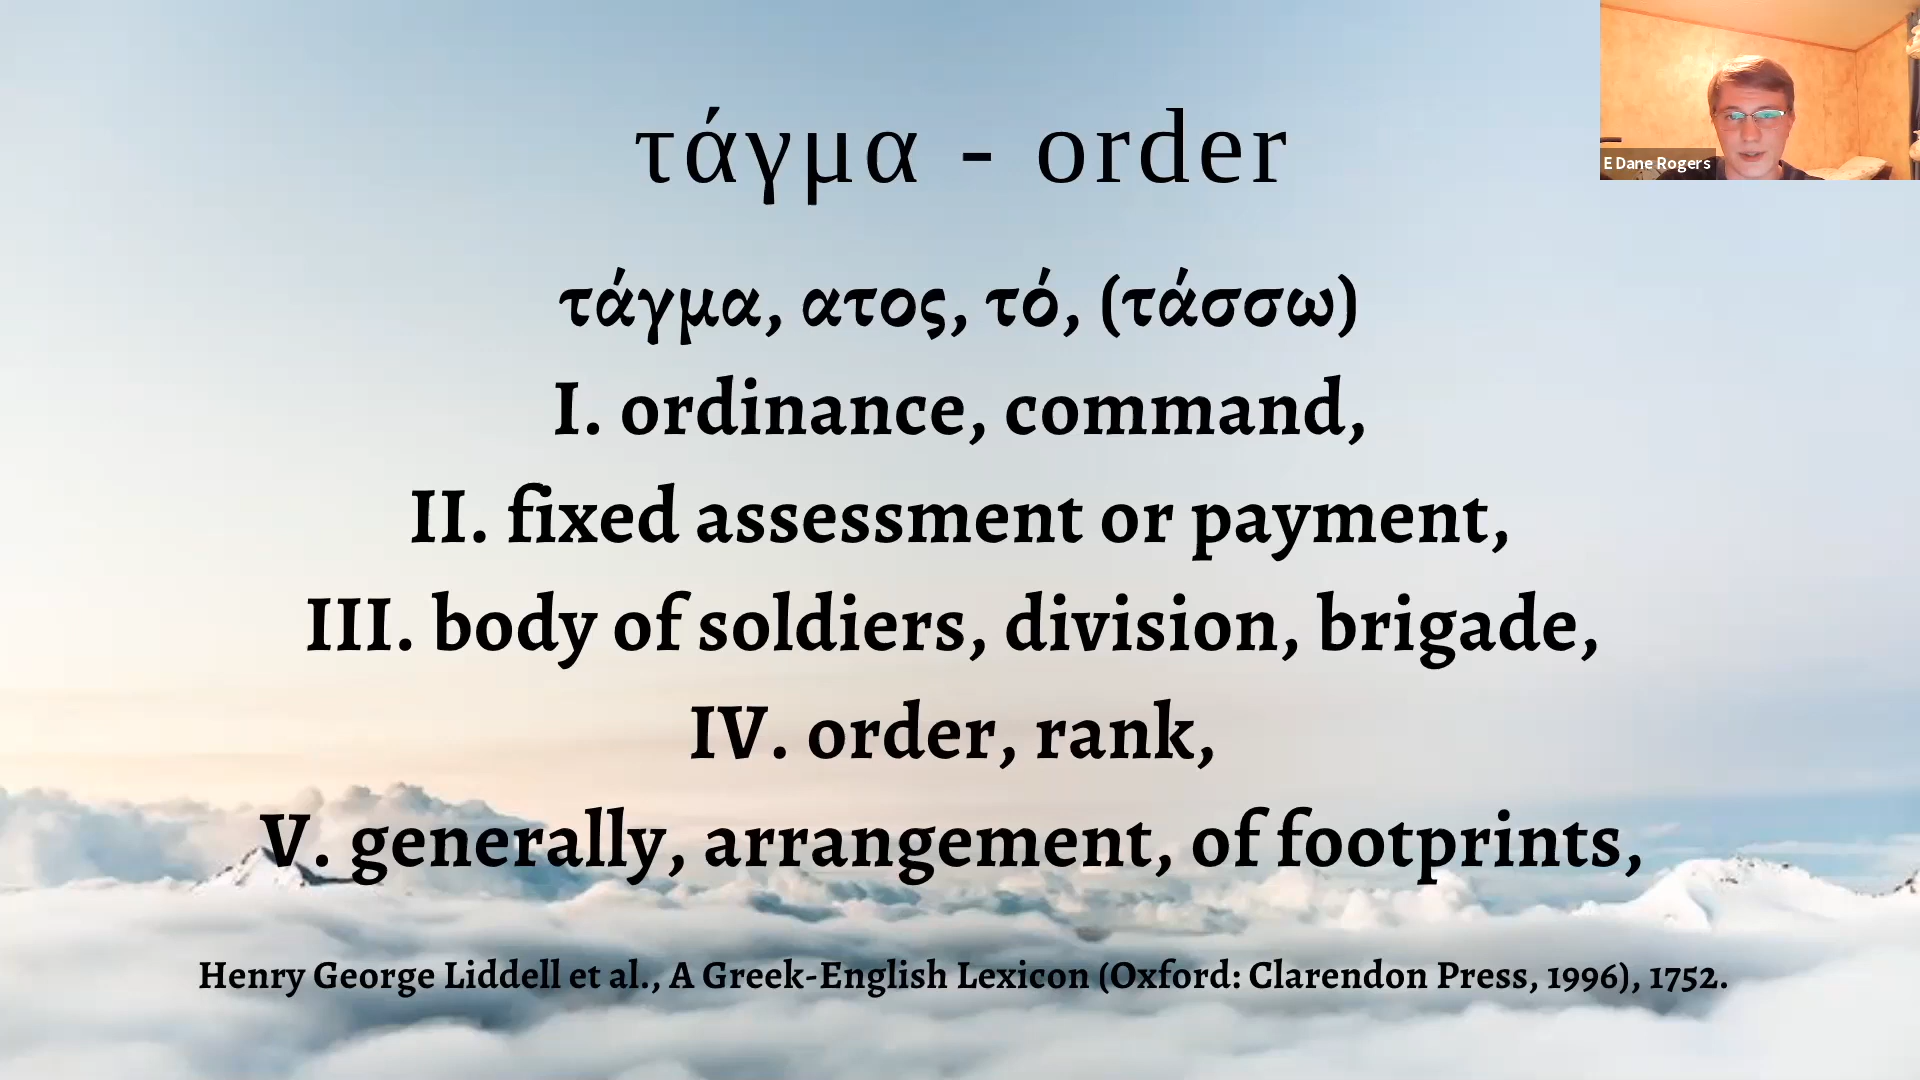 τάγμα - order
E Dane Rogers
τάγμα, ατος, τό, (τάσσω)
I. ordinance, command,
II. fixed assessment or payment,
III. body of soldiers, division, brigade,
IV. order, rank,
V. generally, arrangement, of footprints,
Henry George Liddell et al., A Greek-English Lexicon (Oxford: Clarendon Press, 1996), 1752.